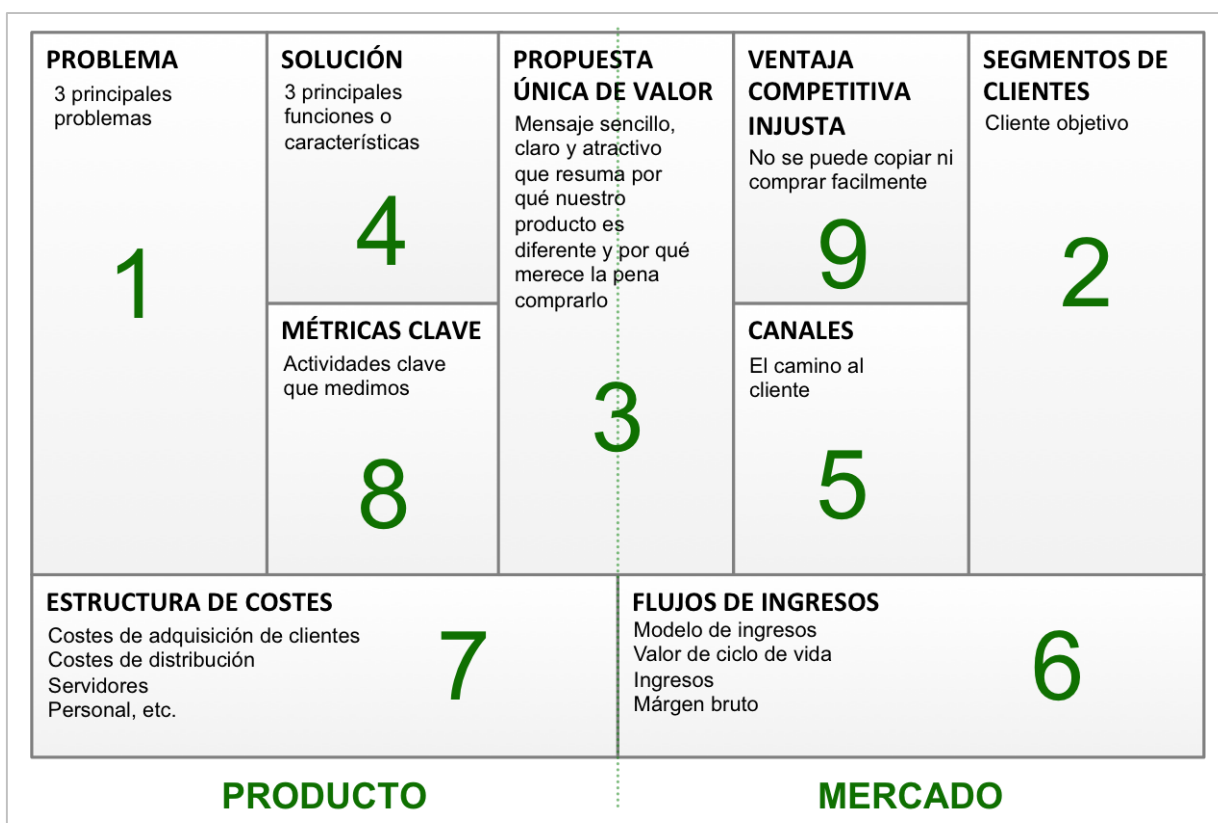 PROBLEMA
3 principales
problemas
1
SOLUCIÓN
3 principales
funciones o
características
4
MÉTRICAS CLAVE
Actividades clave
que medimos
8
PROPUESTA
ÚNICA DE VALOR
Mensaje sencillo,
claro y atractivo
que resuma por
qué nuestro
producto es
diferente y por qué
merece la pena
comprarlo
3
VENTAJA
COMPETITIVA
INJUSTA
No se puede copiar ni
comprar facilmente
9
CANALES
El camino al
cliente
5
SEGMENTOS DE
CLIENTES
Cliente objetivo
2
ESTRUCTURA DE COSTES
Costes de adquisición de clientes
Costes de distribución
Servidores
Personal, etc.
7
FLUJOS DE INGRESOS
Modelo de ingresos
Valor de ciclo de vida
Ingresos
Márgen bruto
6
PRODUCTO
MERCADO